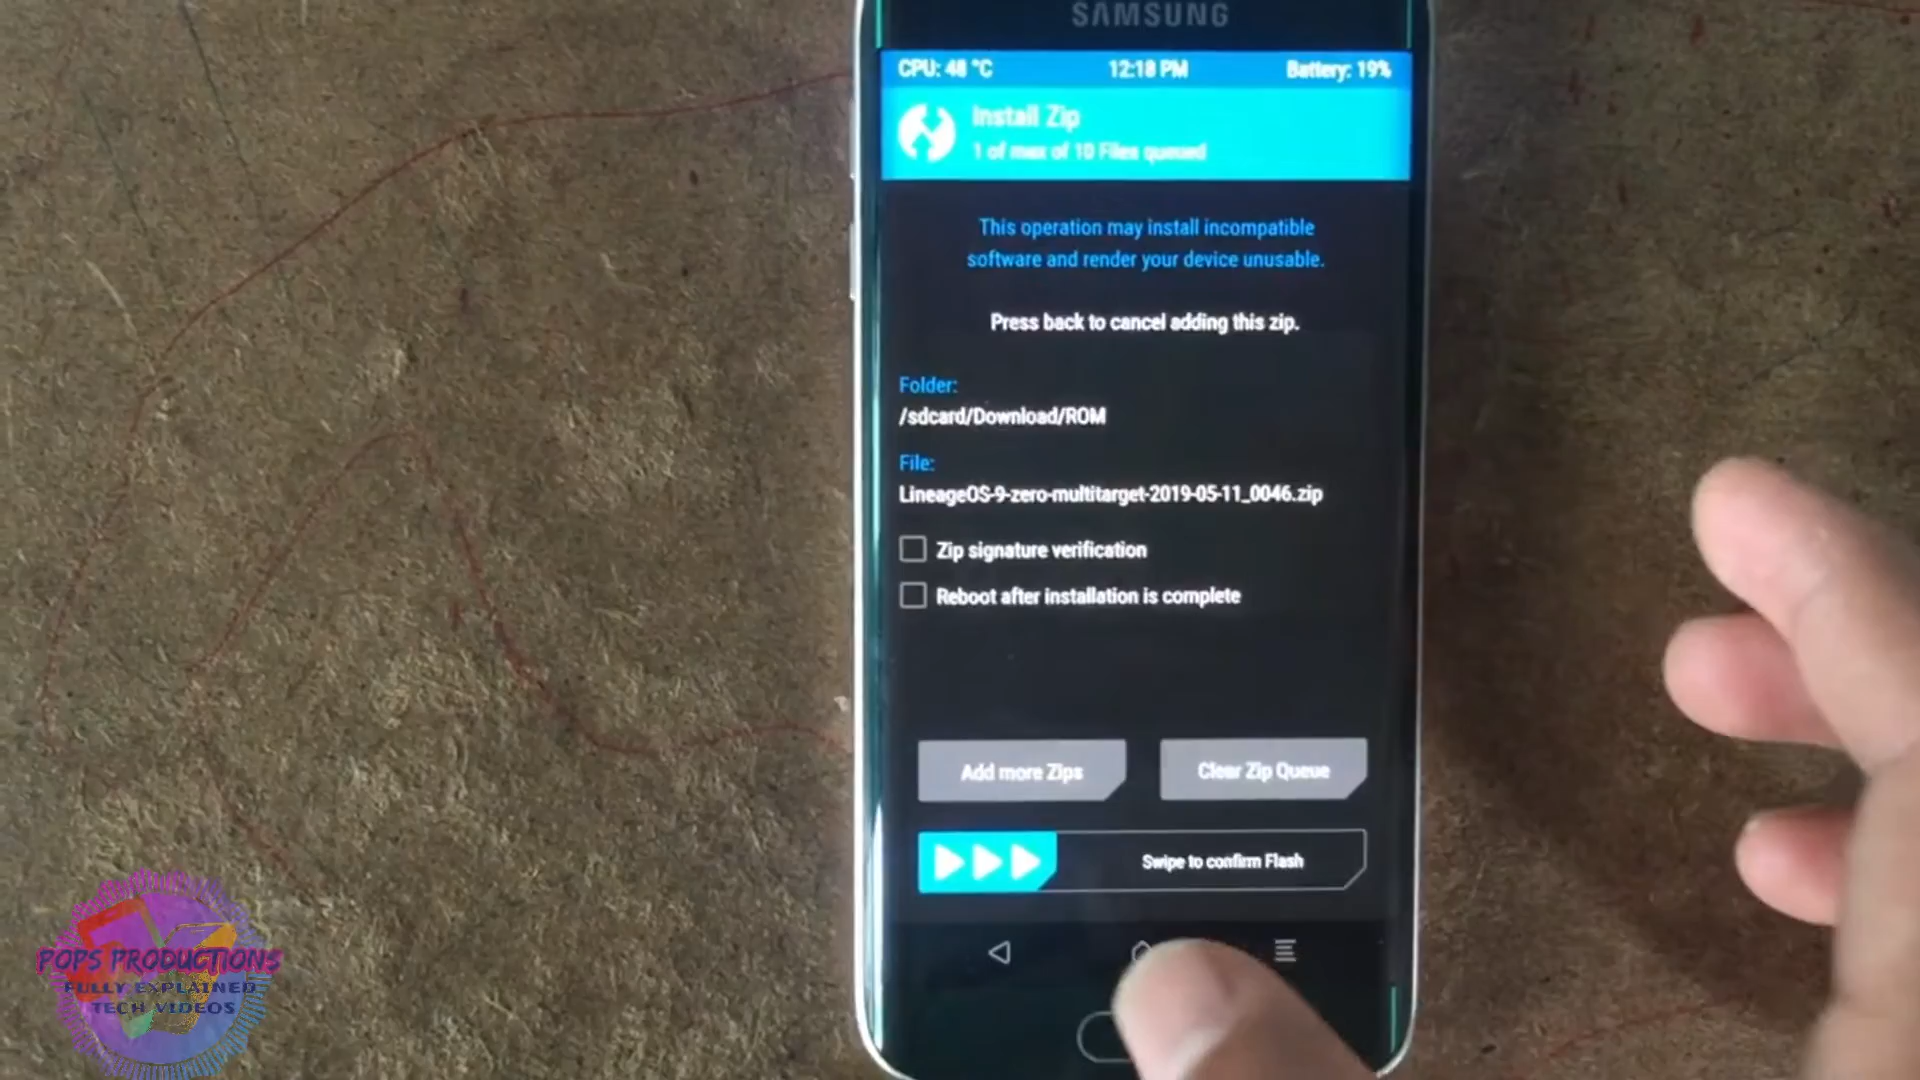 SAMSUNG
CPU: 48 °C 12:18 PM Battery: 19%
Install Zip
1 of max of 10 Files queued
This operation may install incompatible
software and render your device unusable.
Press back to cancel adding this zip.
Folder:
/sdcard/Download/ROM
File:
LineageOS-9-zero-multitarget-2019-05-11_0046.zip
Zip signature verification
Reboot after installation is complete
Add more Zips
Clear Zip Queue
Swipe to confirm Flash
POPS PRODUCTIONS
FULLY EXPLAINED
TECH VIDEOS